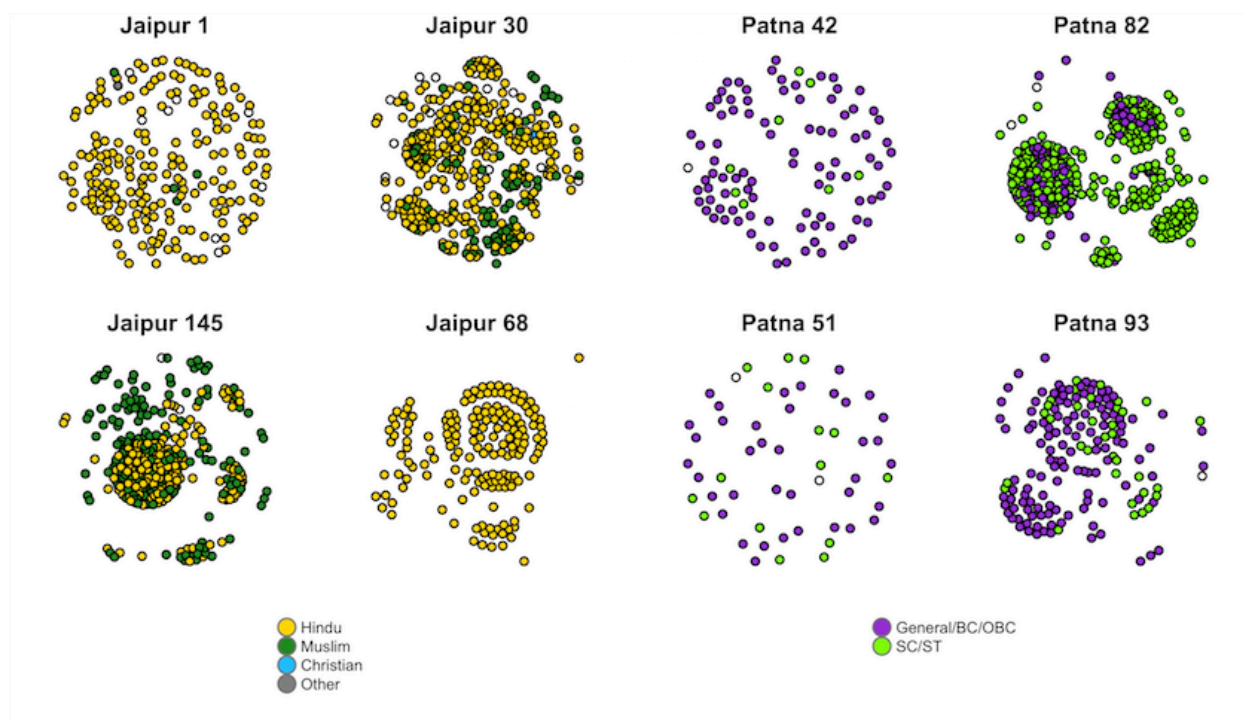 Jaipur 1
Jaipur 30
Patna 42
Patna 82
Jaipur 145
Jaipur 68
Patna 51
Patna 93
Hindu
Muslim
Christian
Other
General/BC/OBC
SC/ST